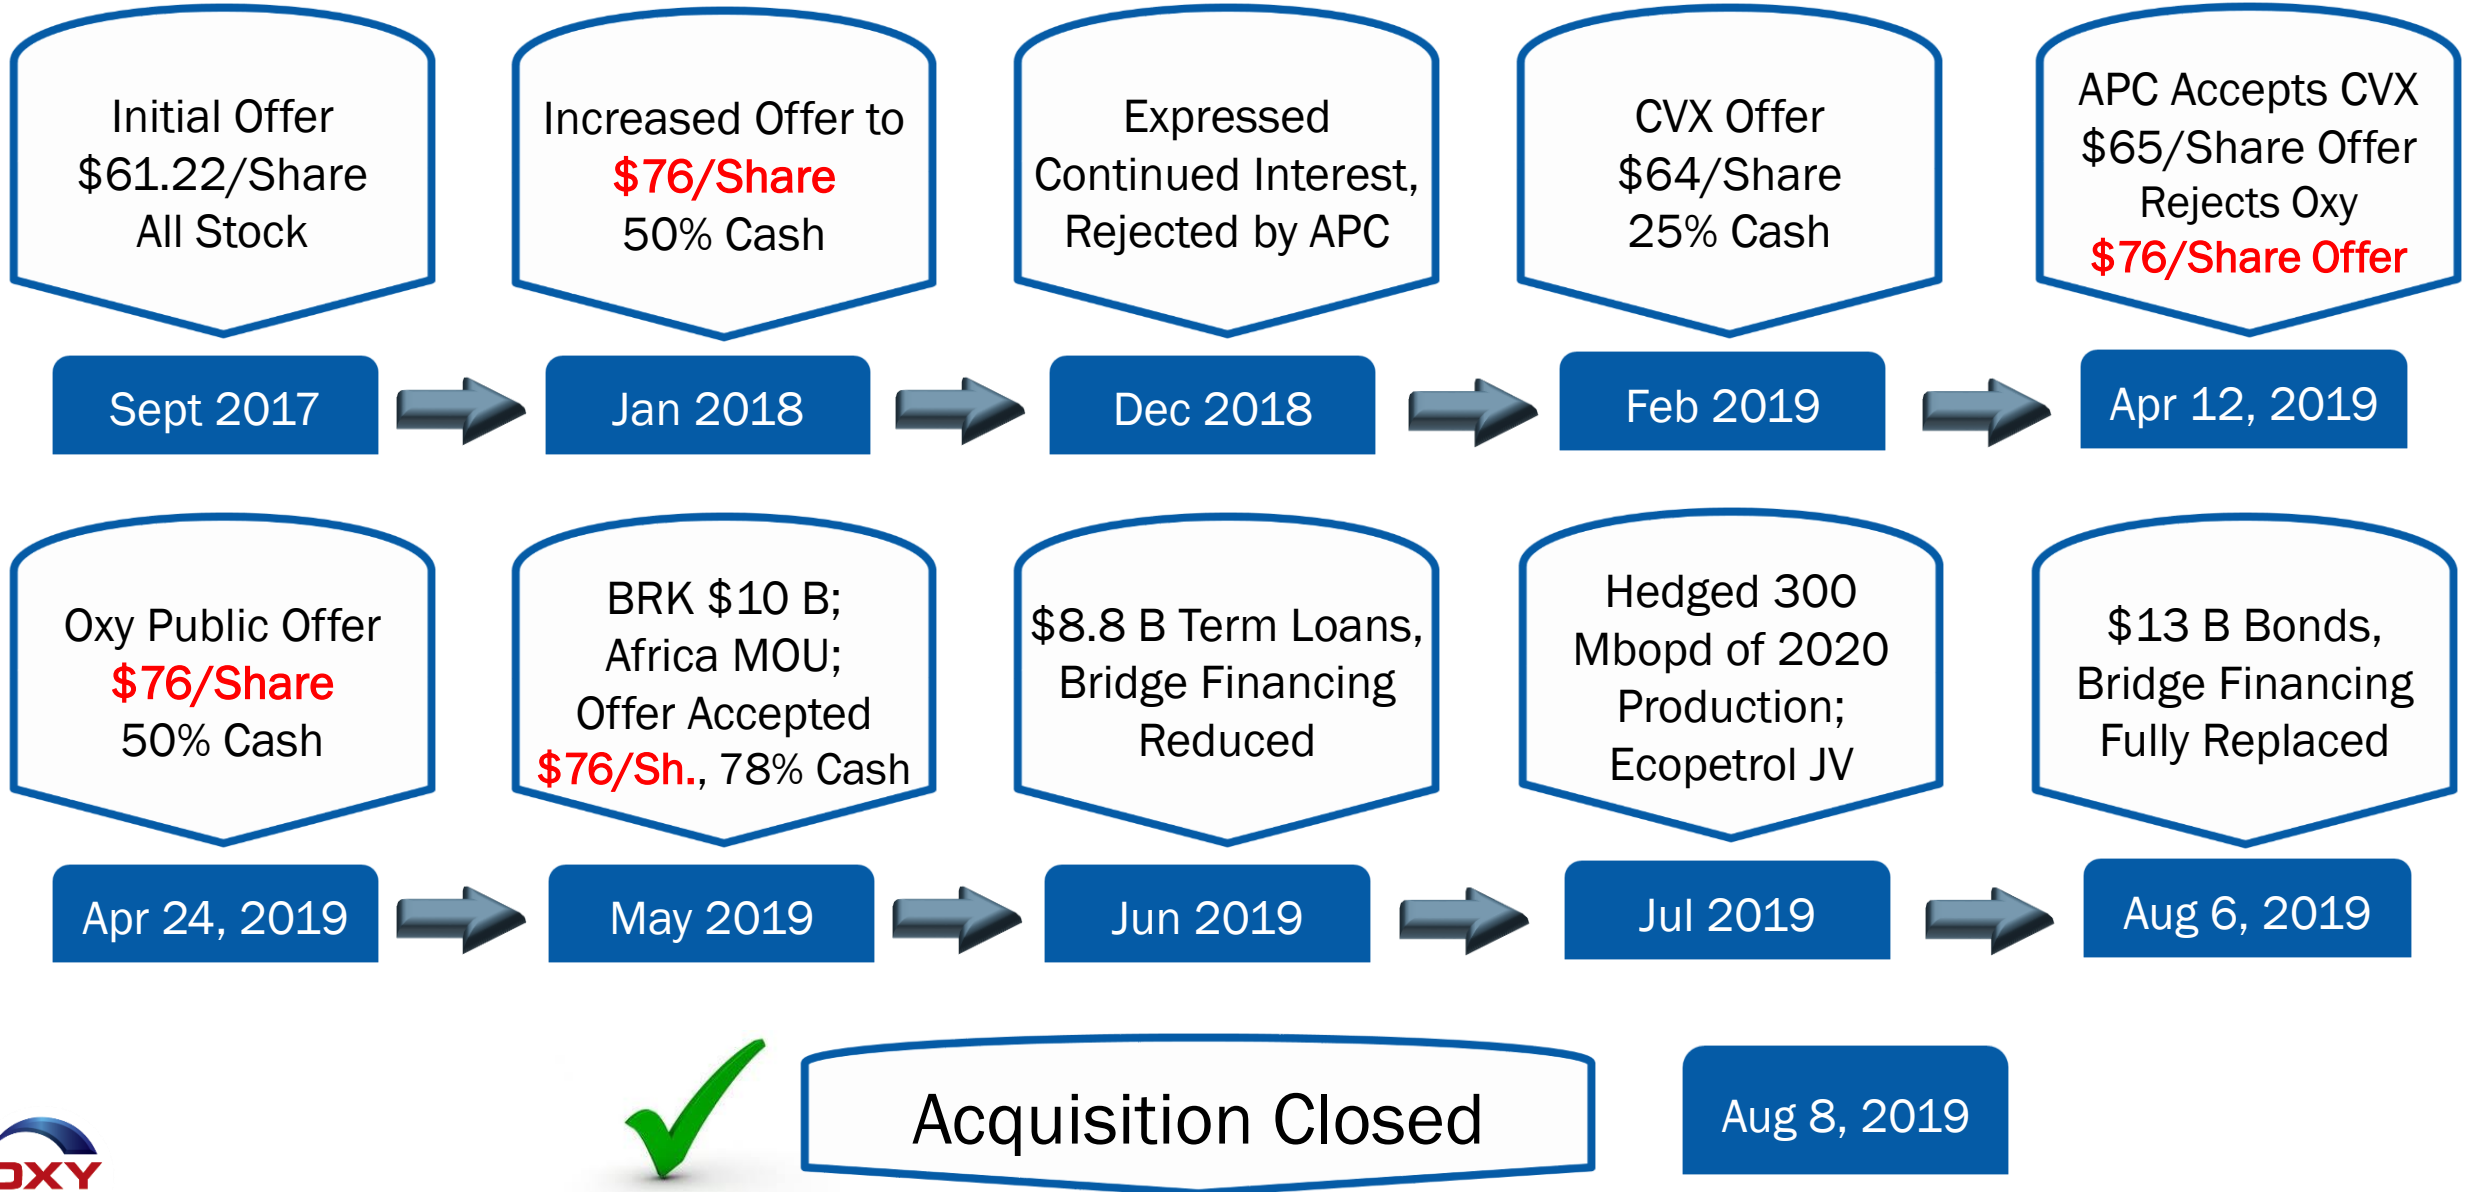 Initial Offer
$61.22/Share
All Stock
Sept 2017
Increased Offer to
$76/Share
50% Cash
Jan 2018
Expressed
Continued Interest,
Rejected by APC
Dec 2018
CVX Offer
$64/Share
25% Cash
Feb 2019
APC Accepts CVX
$65/Share Offer
Rejects Oxy
$76/Share Offer
Apr 12, 2019
Oxy Public Offer
$76/Share
50% Cash
Apr 24, 2019
BRK $10 B;
Africa MOU;
Offer Accepted
$76/Sh., 78% Cash
May 2019
$8.8 B Term Loans,
Bridge Financing
Reduced
Jun 2019
Hedged 300
Mbopd of 2020
Production;
Ecopetrol JV
Jul 2019
$13 B Bonds,
Bridge Financing
Fully Replaced
Aug 6, 2019
Acquisition Closed
Aug 8, 2019
OXY